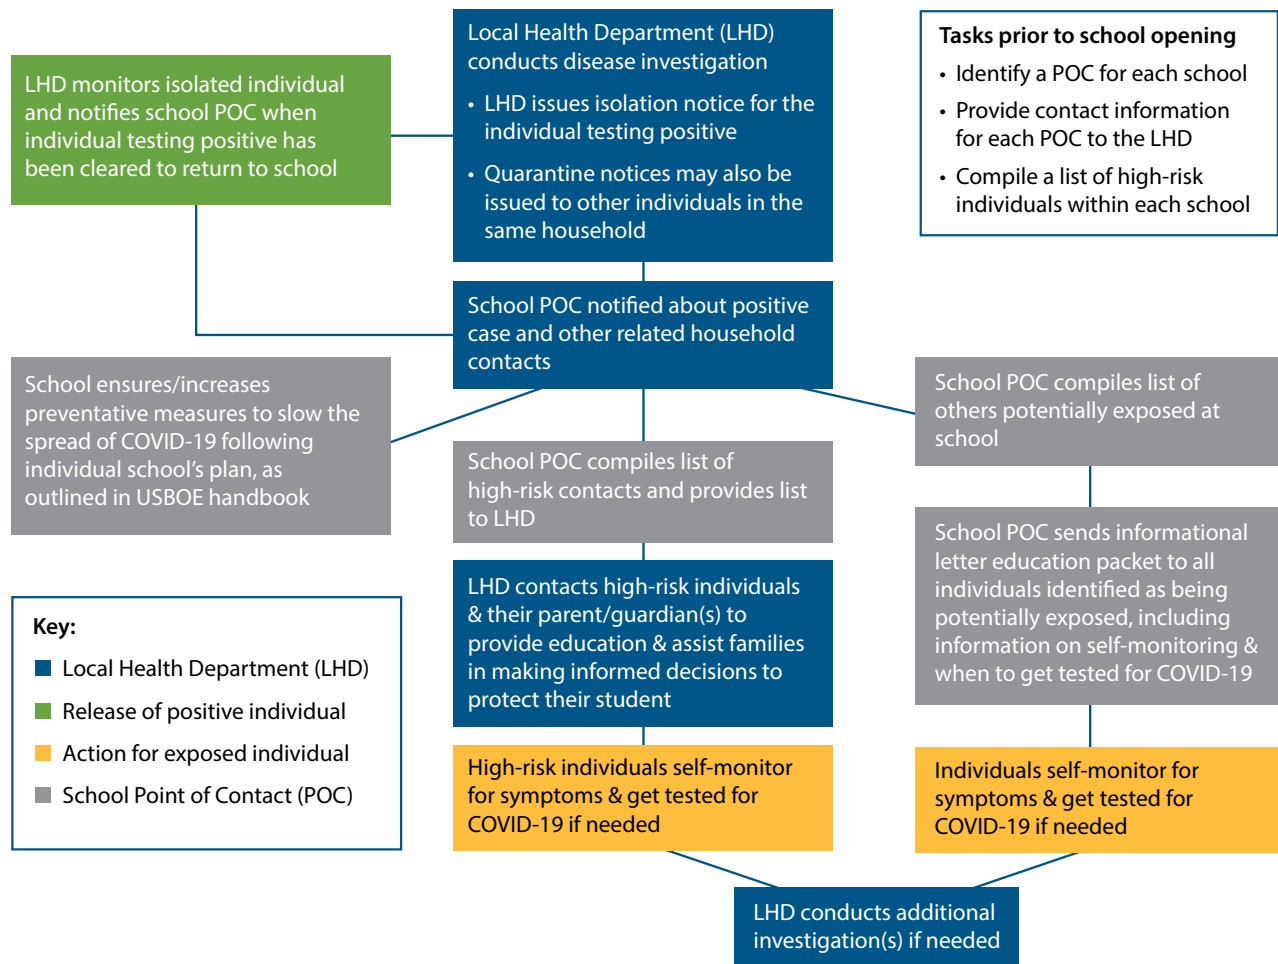 Local Health Department (LHD)
conducts disease investigation
• LHD issues isolation notice for the
individual testing positive
• Quarantine notices may also be
issued to other individuals in the
same household
Tasks prior to school opening
• Identify a POC for each school
• Provide contact information
for each POC to the LHD
• Compile a list of high-risk
individuals within each school
LHD monitors isolated individual
and notifies school POC when
individual testing positive has
been cleared to return to school
School POC notified about positive
case and other related household
contacts
School ensures/increases
preventative measures to slow the
spread of COVID-19 following
individual school's plan, as
outlined in USBOE handbook
School POC compiles list of
high-risk contacts and provides list
to LHD
School POC compiles list of
others potentially exposed at
school
LHD contacts high-risk individuals
& their parent/guardian(s) to
provide education & assist families
in making informed decisions to
protect their student
School POC sends informational
letter education packet to all
individuals identified as being
potentially exposed, including
information on self-monitoring &
when to get tested for COVID-19
Key:
Local Health Department (LHD)
Release of positive individual
Action for exposed individual
School Point of Contact (POC)
High-risk individuals self-monitor
for symptoms & get tested for
COVID-19 if needed
Individuals self-monitor for
symptoms & get tested for
COVID-19 if needed
LHD conducts additional
investigation(s) if needed